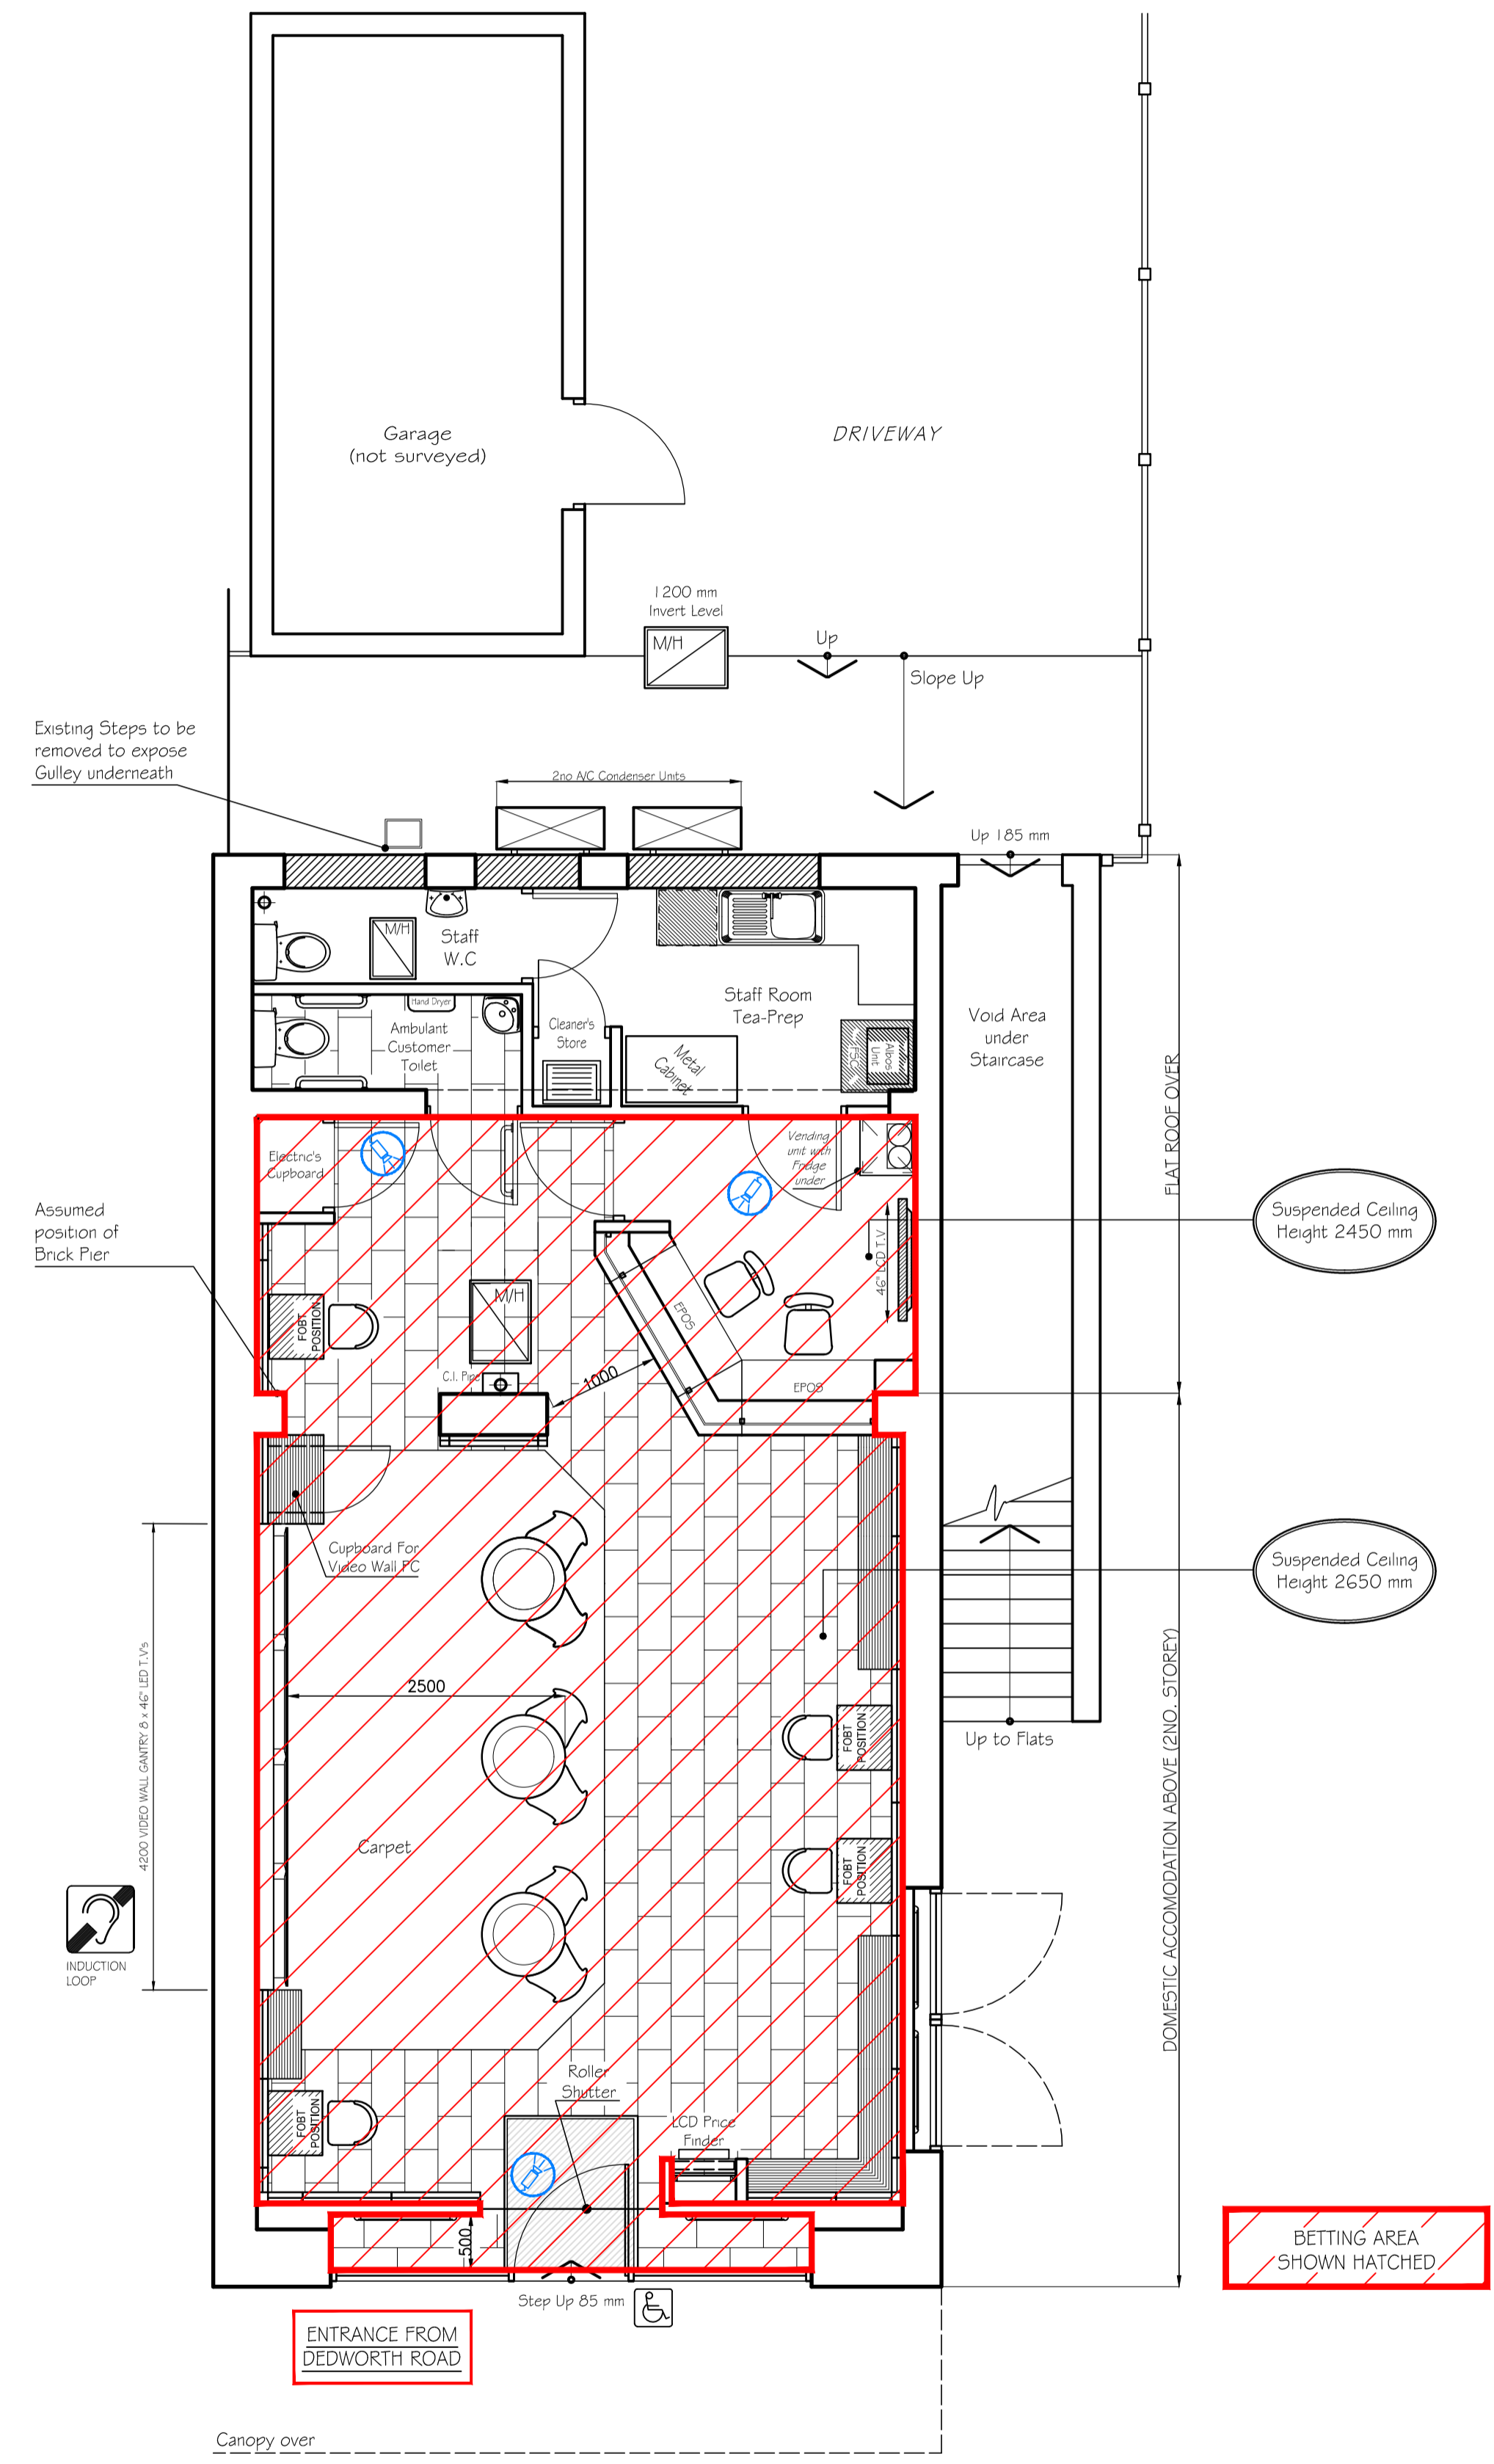 Garage
(not surveyed)
DRIVEWAY
1200 mm
Invert Level
M/H
Up
Slope Up
Existing Steps to be
removed to expose
Gulley underneath
2no A/C Condenser Units
Up 185 mm
M/H
Staff
W.C
Hand Dryer
Ambulant
Customer
Toilet
Cleaner's
Store
Staff Room
Tea-Prep
Metal
Cabinet
Albos
Unit
FSC
Void Area
under
Staircase
FLAT ROOF OVER
Electric's
Cupboard
Vending
unit with
Fridge
under
Assumed
position of
Brick Pier
46" LCD T.V
Suspended Ceiling
Height 2450 mm
FOBT
POSITION
M/H
EPOS
C.I. Pipe
1000
EPOS
Cupboard For
Video Wall PC
Suspended Ceiling
Height 2650 mm
4200 VIDEO WALL GANTRY 8 x 46" LED T.V's
2500
FOBT
POSITION
Up to Flats
DOMESTIC ACCOMODATION ABOVE (2NO. STOREY)
Carpet
FOBT
POSITION
INDUCTION
LOOP
Roller
Shutter
FOBT
POSITION
LCD Price
Finder
500
Step Up 85 mm
BETTING AREA
SHOWN HATCHED
ENTRANCE FROM
DEDWORTH ROAD
Canopy over